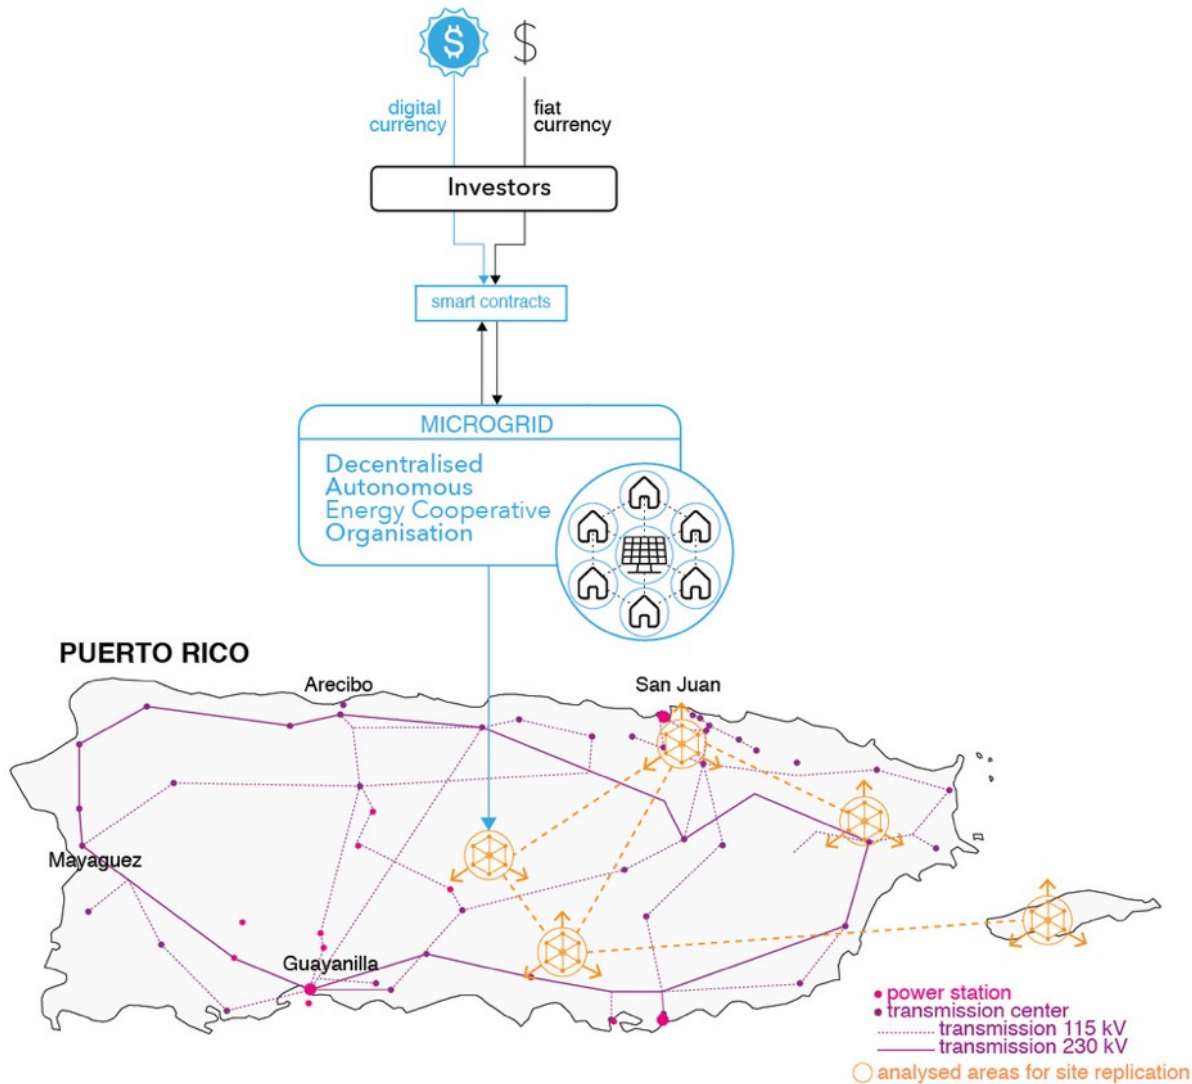 $ $
digital
currency
fiat
currency
Investors
smart contracts
MICROGRID
Decentralised
Autonomous
Energy Cooperative
Organisation
PUERTO RICO
Arecibo
San Juan
Mayaguez
Guayanilla
power station
transmission center
transmission 115 kV
transmission 230 kV
analysed areas for site replication